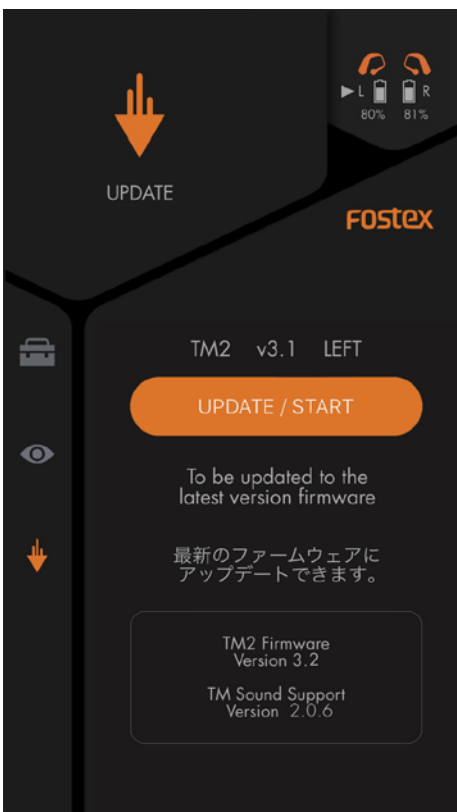 UPDATE
L R
80% 81%
FOSTEX
TM2 v3.1 LEFT
UPDATE / START
To be updated to the
latest version firmware
最新のファームウェアに
アップデートできます。
TM2 Firmware
Version 3.2
TM Sound Support
Version 2.0.6